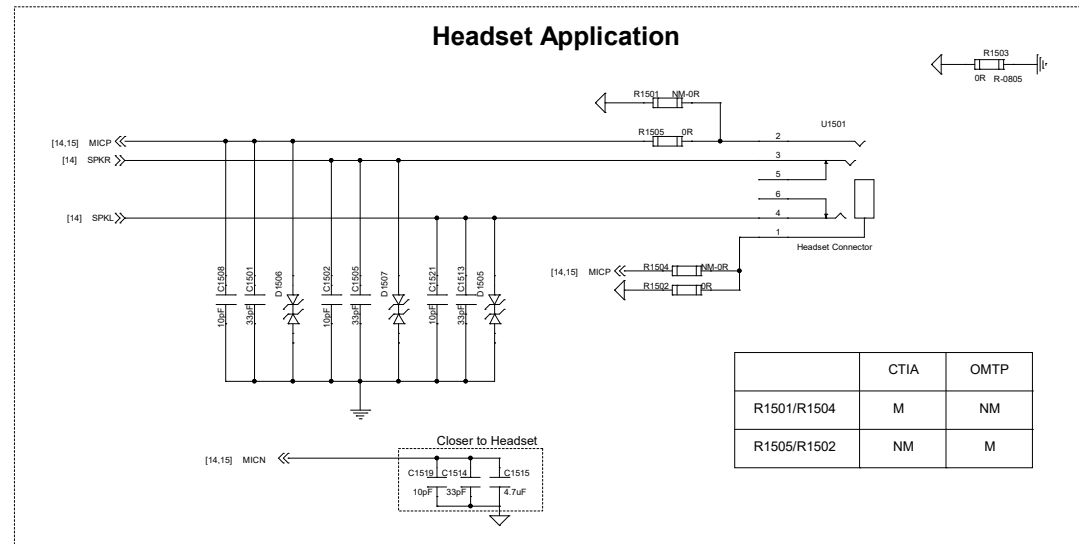 Headset Application
R1503
0R R-0805
R1501 NM-0R
U1501
[14,15] MICP
R1505 0R
2
[14] SPKR
3
5
6
[14] SPKL
4
1
Headset Connector
[14,15] MICP
R1504 NM-0R
R1502 0R
C1508
10pF
C1501
33pF
D1506
C1502
10pF
C1505
33pF
D1507
C1521
10pF
C1513
33pF
D1505
CTIA OMTP
R1501/R1504 M NM
R1505/R1502 NM M
Closer to Headset
[14,15] MICN
C1519 C1514 C1515
10pF 33pF 4.7uF